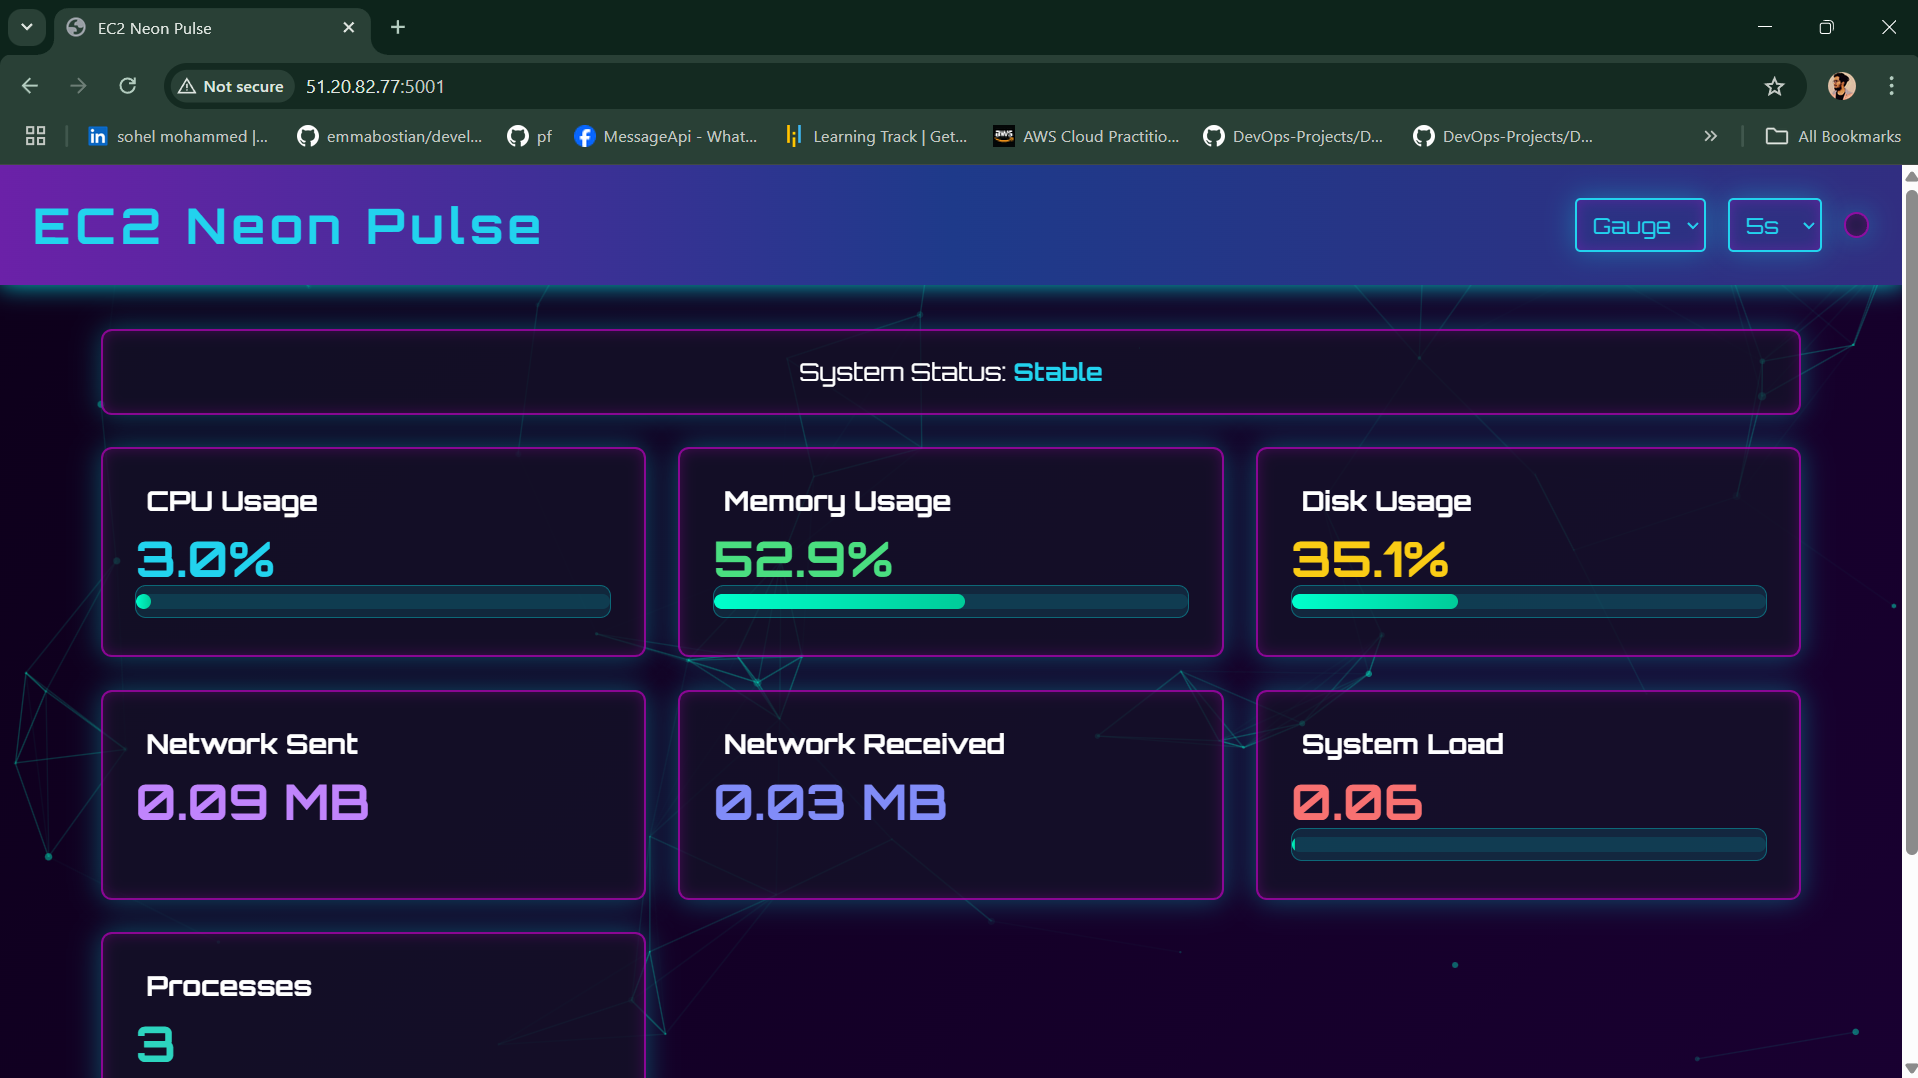 EC2 Neon Pulse
Not secure
51.20.82.77:5001
in sohel mohammed |...
emmabostian/devel...
pf
MessageApi - What...
Learning Track | Get...
aws AWS Cloud Practitio...
DevOps-Projects/D...
DevOps-Projects/D...
All Bookmarks
EC2 Neon Pulse
Gauge
5s
System Status: Stable
CPU Usage
3.0%
Memory Usage
52.9%
Disk Usage
35.1%
Network Sent
0.09 MB
Network Received
0.03 MB
System Load
0.06
Processes
3